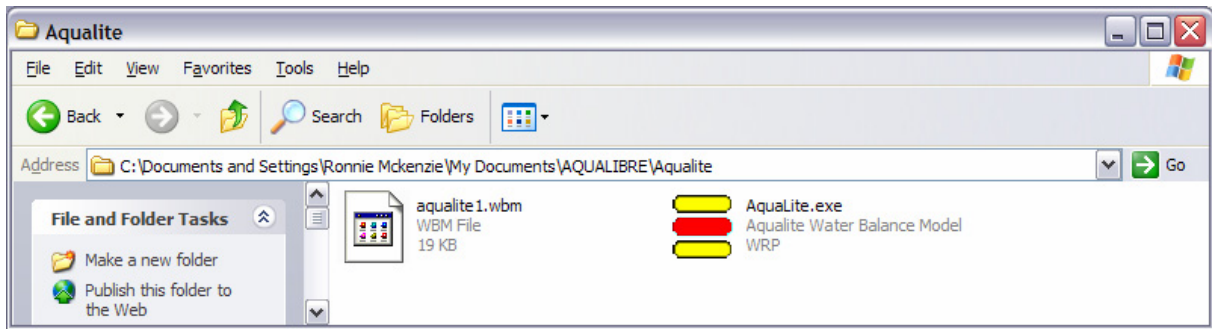 Aqualite
File Edit View Favorites Tools Help
Back Search Folders
Address C:\Documents and Settings\Ronnie Mckenzie\My Documents\AQUALIBRE\Aqualite Go
File and Folder Tasks
Make a new folder
Publish this folder to
the Web
aqualite1.wbm
WBM File
19 KB
AquaLite.exe
Aqualite Water Balance Model
WRP